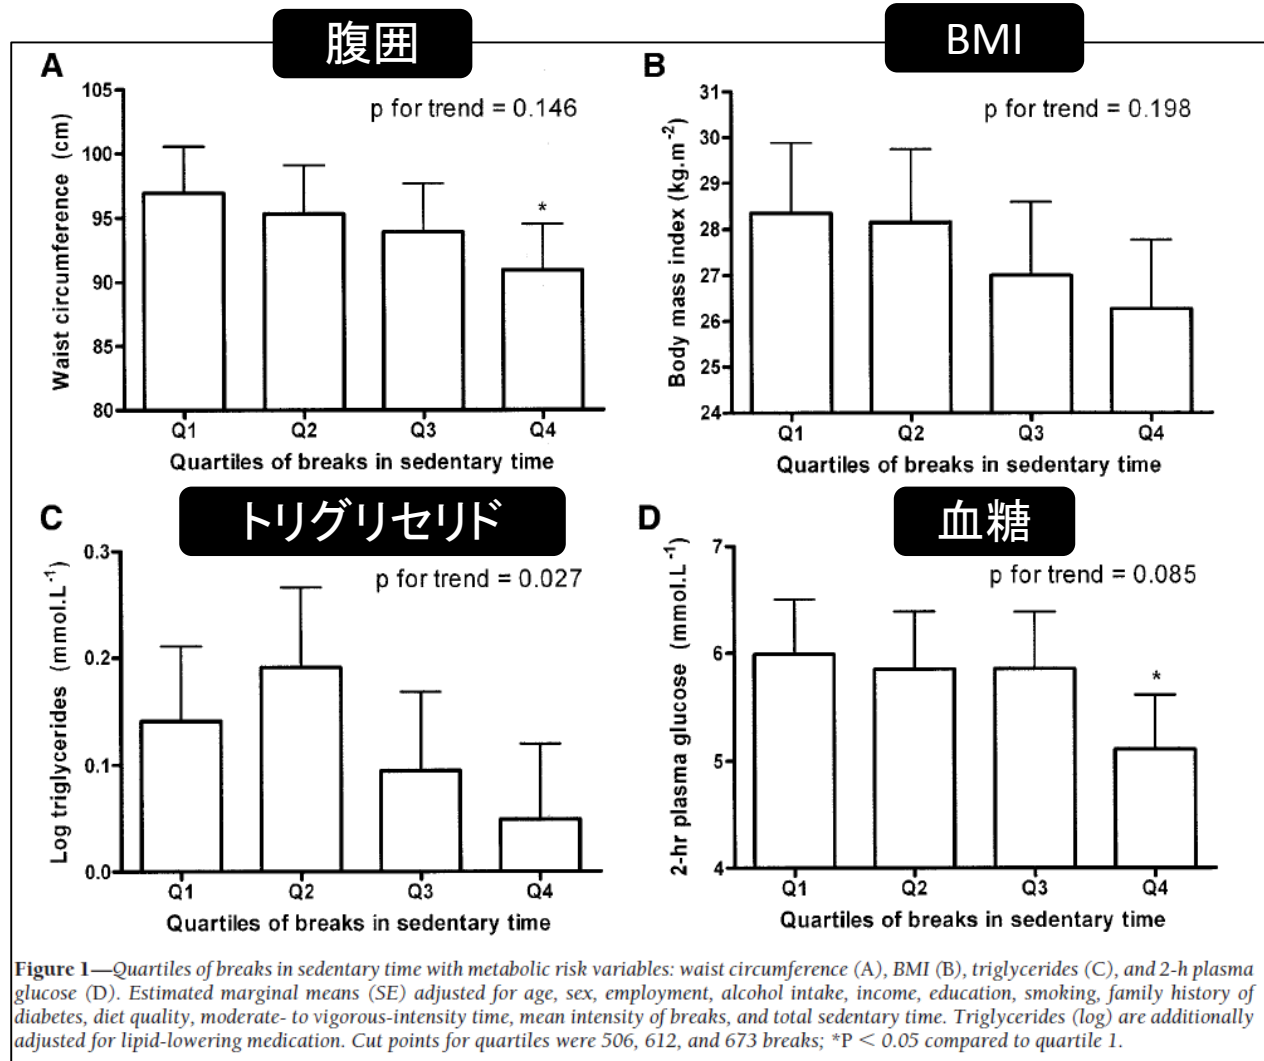 腹囲
BMI
A
p for trend = 0.146
Waist circumference (cm)
105
100
95
90
85
80
*
Q1 Q2 Q3 Q4
Quartiles of breaks in sedentary time
B
p for trend = 0.198
Body mass index (kg.m-2)
31
30
29
28
27
26
25
24
Q1 Q2 Q3 Q4
Quartiles of breaks in sedentary time
トリグリセリド
血糖
C
p for trend = 0.027
Log triglycerides (mmol.L-1)
0.3
0.2
0.1
0.0
Q1 Q2 Q3 Q4
Quartiles of breaks in sedentary time
D
p for trend = 0.085
2-hr plasma glucose (mmol.L-1)
7
6
5
4
*
Q1 Q2 Q3 Q4
Quartiles of breaks in sedentary time
Figure 1—Quartiles of breaks in sedentary time with metabolic risk variables: waist circumference (A), BMI (B), triglycerides (C), and 2-h plasma
glucose (D). Estimated marginal means (SE) adjusted for age, sex, employment, alcohol intake, income, education, smoking, family history of
diabetes, diet quality, moderate- to vigorous-intensity time, mean intensity of breaks, and total sedentary time. Triglycerides (log) are additionally
adjusted for lipid-lowering medication. Cut points for quartiles were 506, 612, and 673 breaks; *P < 0.05 compared to quartile 1.